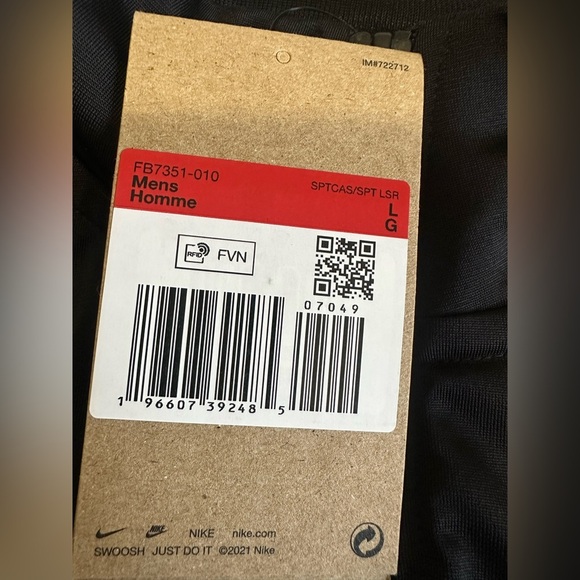 IM#722712
FB7351-010
Mens
Homme
SPTCAS/SPT LSR
L
G
RFID FVN
07049
1 96607 39248 5
NIKE nike.com
SWOOSH JUST DO IT ©2021 Nike